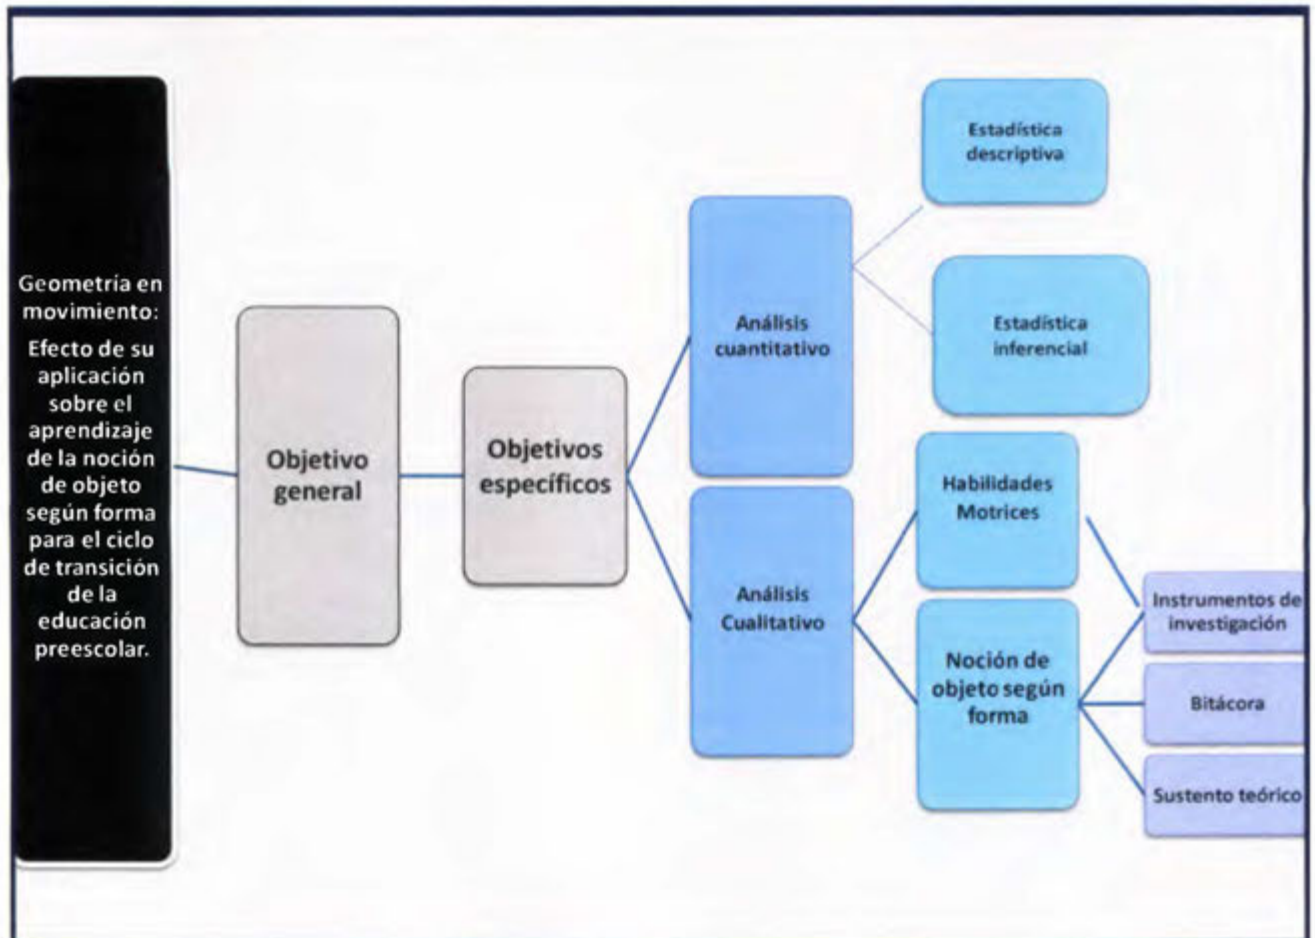 Geometría en
movimiento:
Efecto de su
aplicación
sobre el
aprendizaje
de la noción
de objeto
según forma
para el ciclo
de transición
de la
educación
preescolar.
Objetivo
general
Objetivos
específicos
Análisis
cuantitativo
Estadística
descriptiva
Estadística
inferencial
Análisis
Cualitativo
Habilidades
Motrices
Noción de
objeto según
forma
Instrumentos de
investigación
Bitácora
Sustento teórico